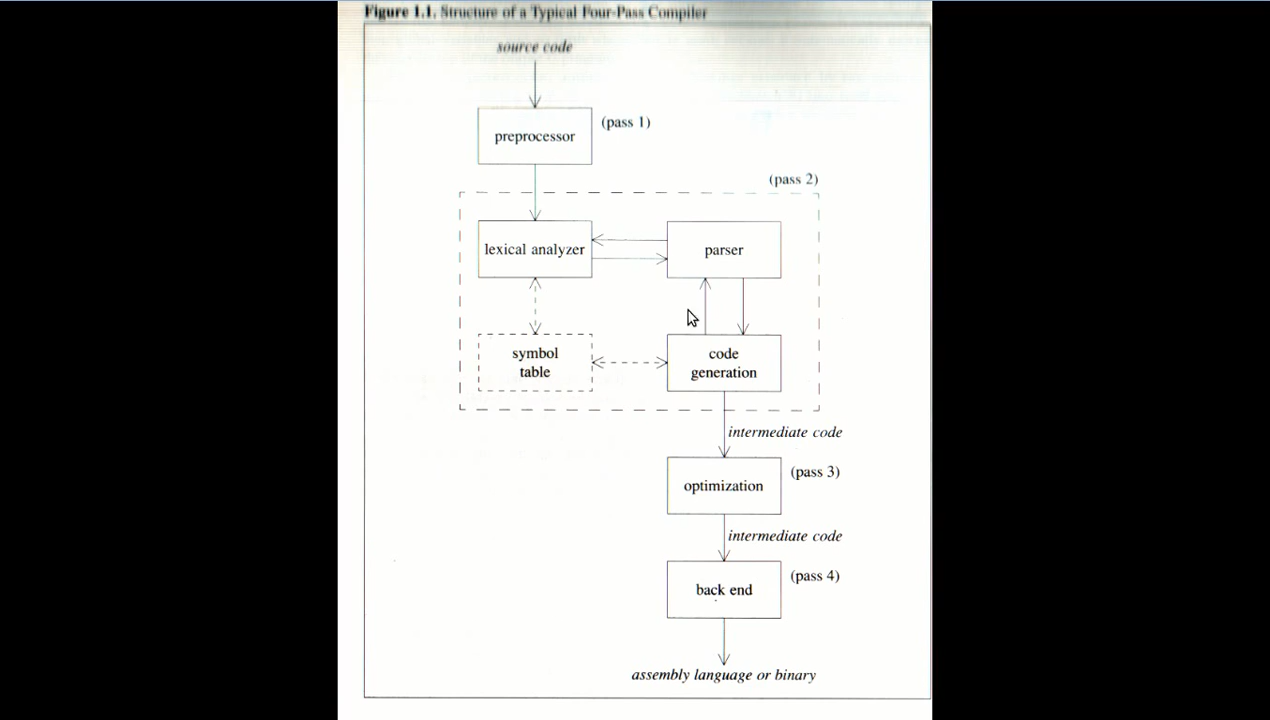 Figure 1.1. Structure of a Typical Four-Pass Compiler
source code
preprocessor
(pass 1)
(pass 2)
lexical analyzer
parser
symbol
table
code
generation
intermediate code
optimization
(pass 3)
intermediate code
back end
(pass 4)
assembly language or binary